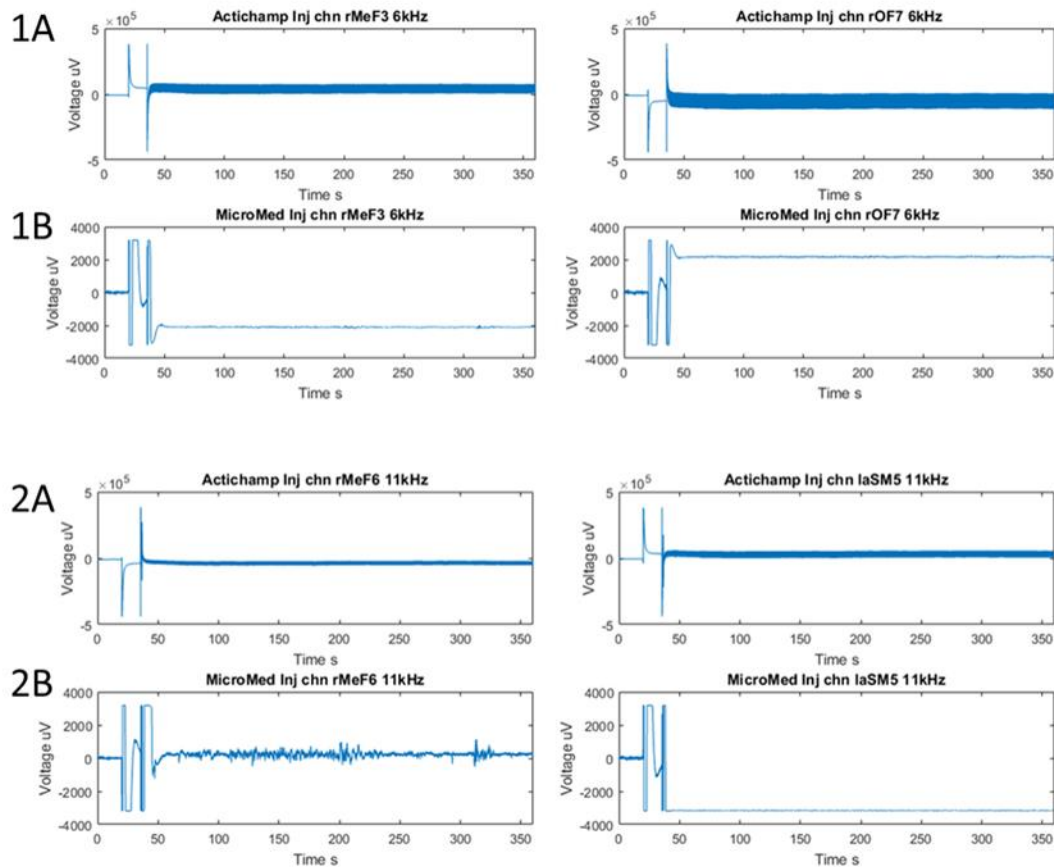 1A
Actichamp Inj chn rMeF3 6kHz
×10⁵
5
0
-5
Voltage uV
0 50 100 150 200 250 300 350
Time s
Actichamp Inj chn rOF7 6kHz
×10⁵
5
0
-5
Voltage uV
0 50 100 150 200 250 300 350
Time s
1B
MicroMed Inj chn rMeF3 6kHz
4000
2000
0
-2000
-4000
Voltage uV
0 50 100 150 200 250 300 350
Time s
MicroMed Inj chn rOF7 6kHz
4000
2000
0
-2000
-4000
Voltage uV
0 50 100 150 200 250 300 350
Time s
2A
Actichamp Inj chn rMeF6 11kHz
×10⁵
5
0
-5
Voltage uV
0 50 100 150 200 250 300 350
Time s
Actichamp Inj chn laSM5 11kHz
×10⁵
5
0
-5
Voltage uV
0 50 100 150 200 250 300 350
Time s
2B
MicroMed Inj chn rMeF6 11kHz
4000
2000
0
-2000
-4000
Voltage uV
0 50 100 150 200 250 300 350
Time s
MicroMed Inj chn laSM5 11kHz
4000
2000
0
-2000
-4000
Voltage uV
0 50 100 150 200 250 300 350
Time s